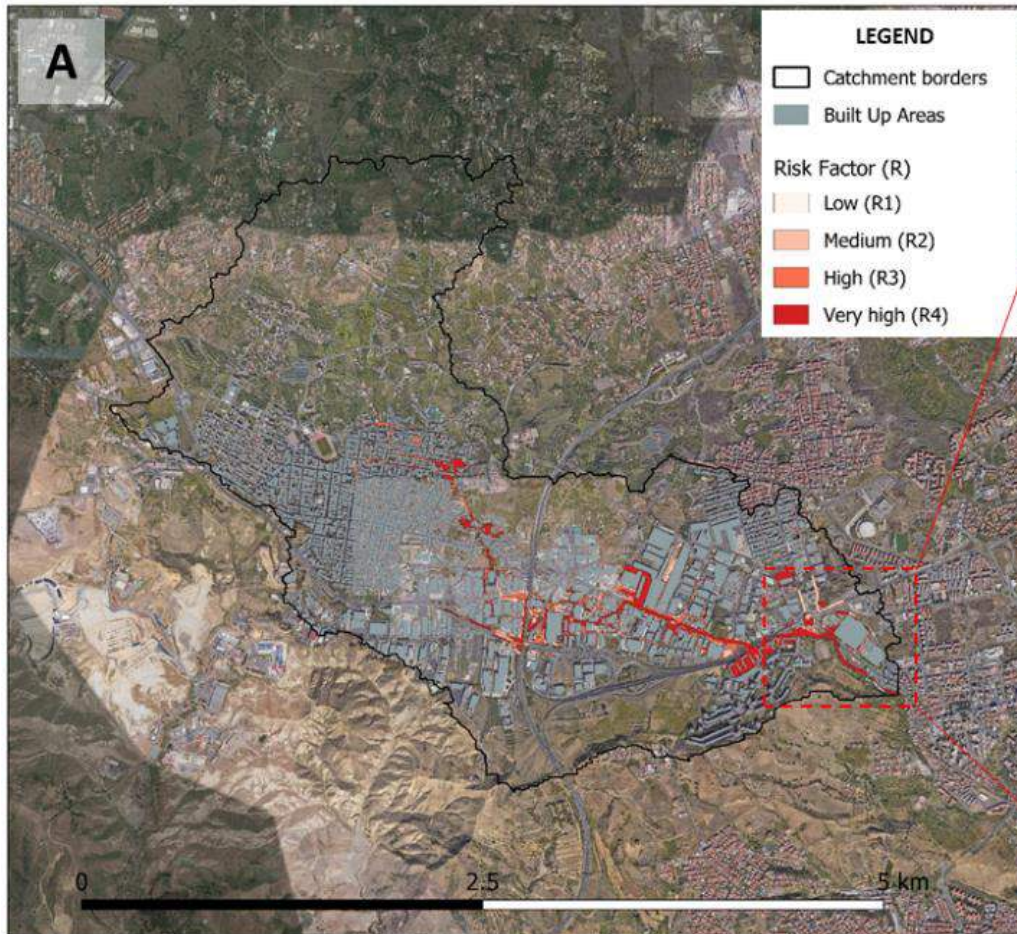 A
LEGEND
Catchment borders
Built Up Areas
Risk Factor (R)
Low (R1)
Medium (R2)
High (R3)
Very high (R4)
0 2.5 5 km